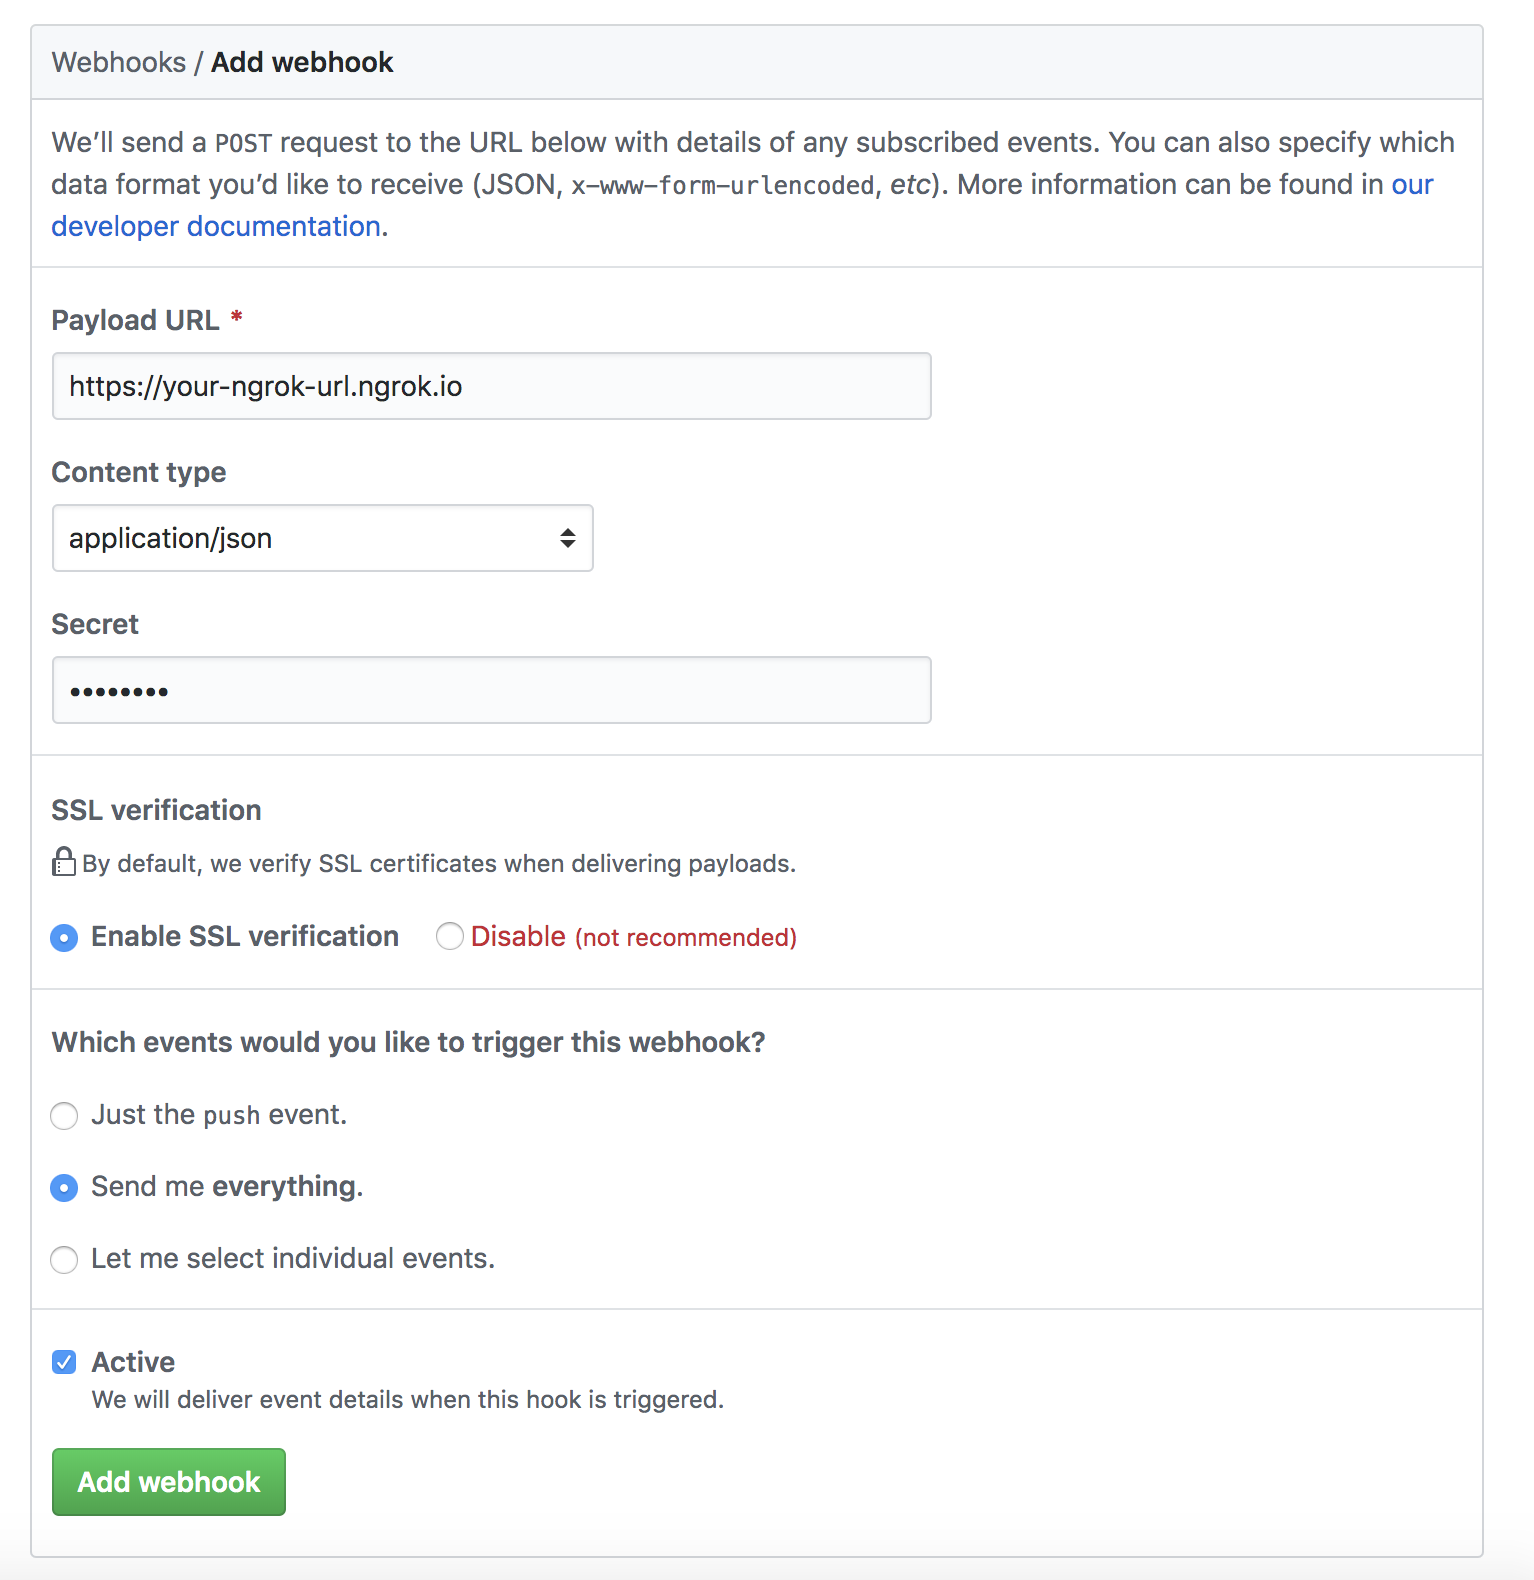 Webhooks / Add webhook
We’ll send a POST request to the URL below with details of any subscribed events. You can also specify which
data format you’d like to receive (JSON, x-www-form-urlencoded, etc). More information can be found in our
developer documentation.
Payload URL *
https://your-ngrok-url.ngrok.io
Content type
application/json
Secret
••••••••
SSL verification
By default, we verify SSL certificates when delivering payloads.
Enable SSL verification Disable (not recommended)
Which events would you like to trigger this webhook?
Just the push event.
Send me everything.
Let me select individual events.
Active
We will deliver event details when this hook is triggered.
Add webhook